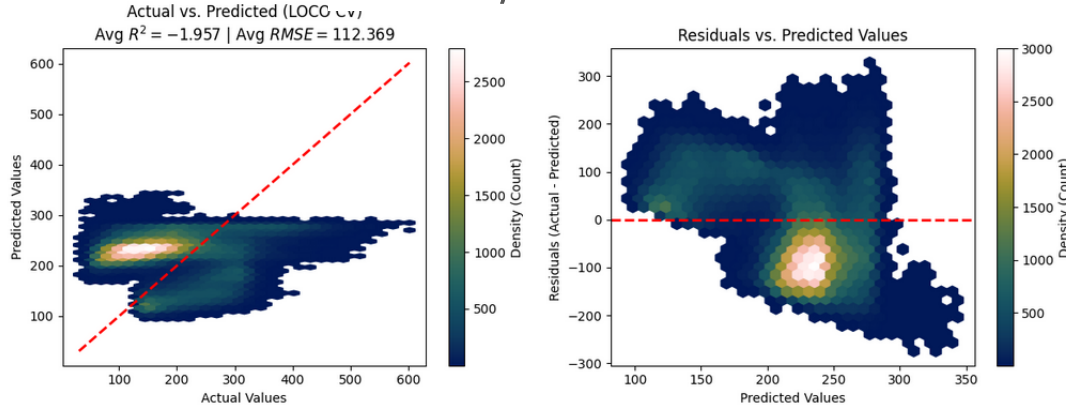 Actual vs. Predicted (LOCO CV)
Avg R² = −1.957 | Avg RMSE = 112.369
600
500
400
300
200
100
100 200 300 400 500 600
Predicted Values
Actual Values
2500
2000
1500
1000
500
Density (Count)
Residuals vs. Predicted Values
300
200
100
0
−100
−200
−300
100 150 200 250 300 350
Residuals (Actual - Predicted)
Predicted Values
3000
2500
2000
1500
1000
500
Density (Count)